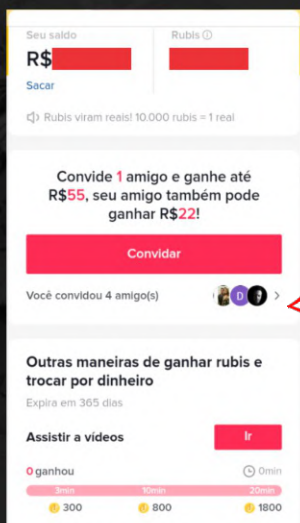 Seu saldo
Rubis
R$
Sacar
Rubis viram reais! 10.000 rubis = 1 real
Convide 1 amigo e ganhe até
R$55, seu amigo também pode
ganhar R$22!
Convidar
Você convidou 4 amigo(s)
D
Outras maneiras de ganhar rubis e
trocar por dinheiro
Expira em 365 dias
Assistir a vídeos
Ir
0 ganhou
0min
3min
10min
20min
300
800
1800